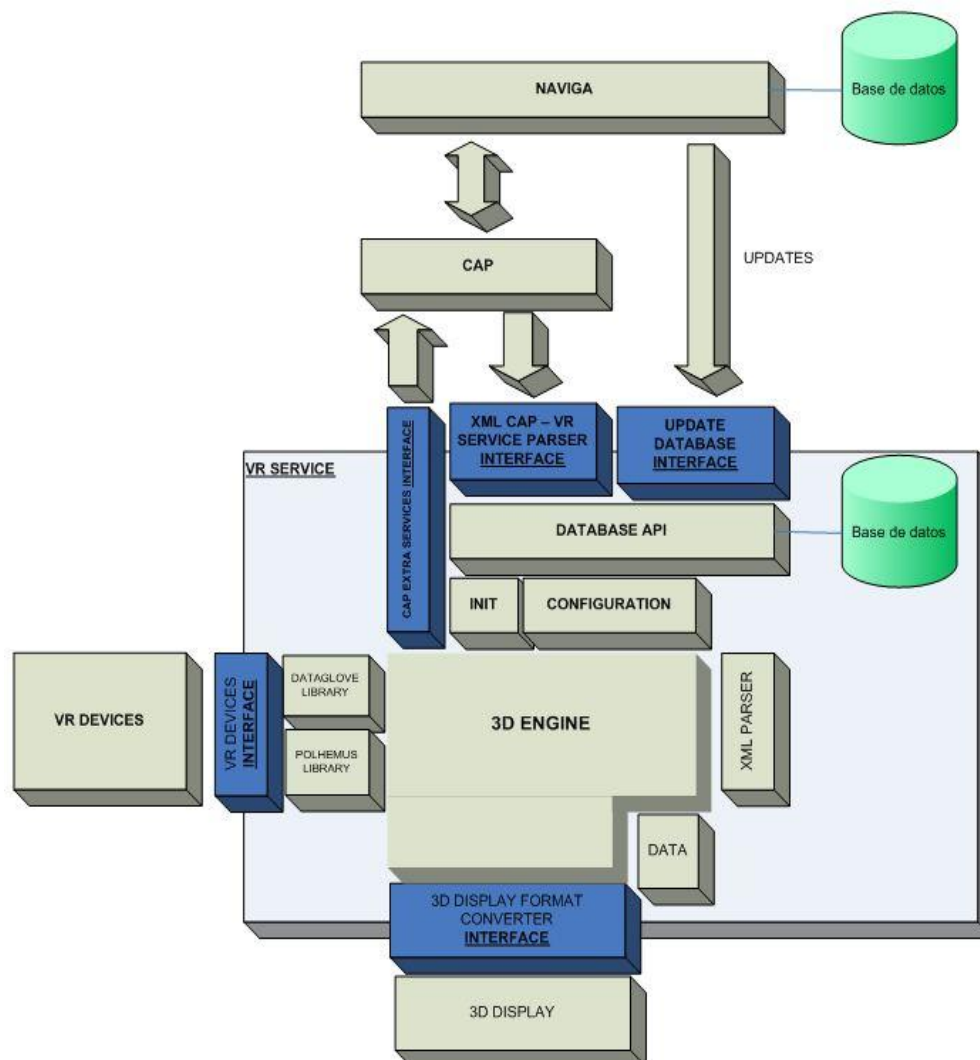 NAVIGA
Base de datos
CAP
UPDATES
XML CAP – VR
SERVICE PARSER
INTERFACE
UPDATE
DATABASE
INTERFACE
VR SERVICE
CAP EXTRA SERVICES INTERFACE
DATABASE API
Base de datos
INIT
CONFIGURATION
VR DEVICES
VR DEVICES
INTERFACE
DATAGLOVE
LIBRARY
POLHEMUS
LIBRARY
3D ENGINE
XML PARSER
DATA
3D DISPLAY FORMAT
CONVERTER
INTERFACE
3D DISPLAY